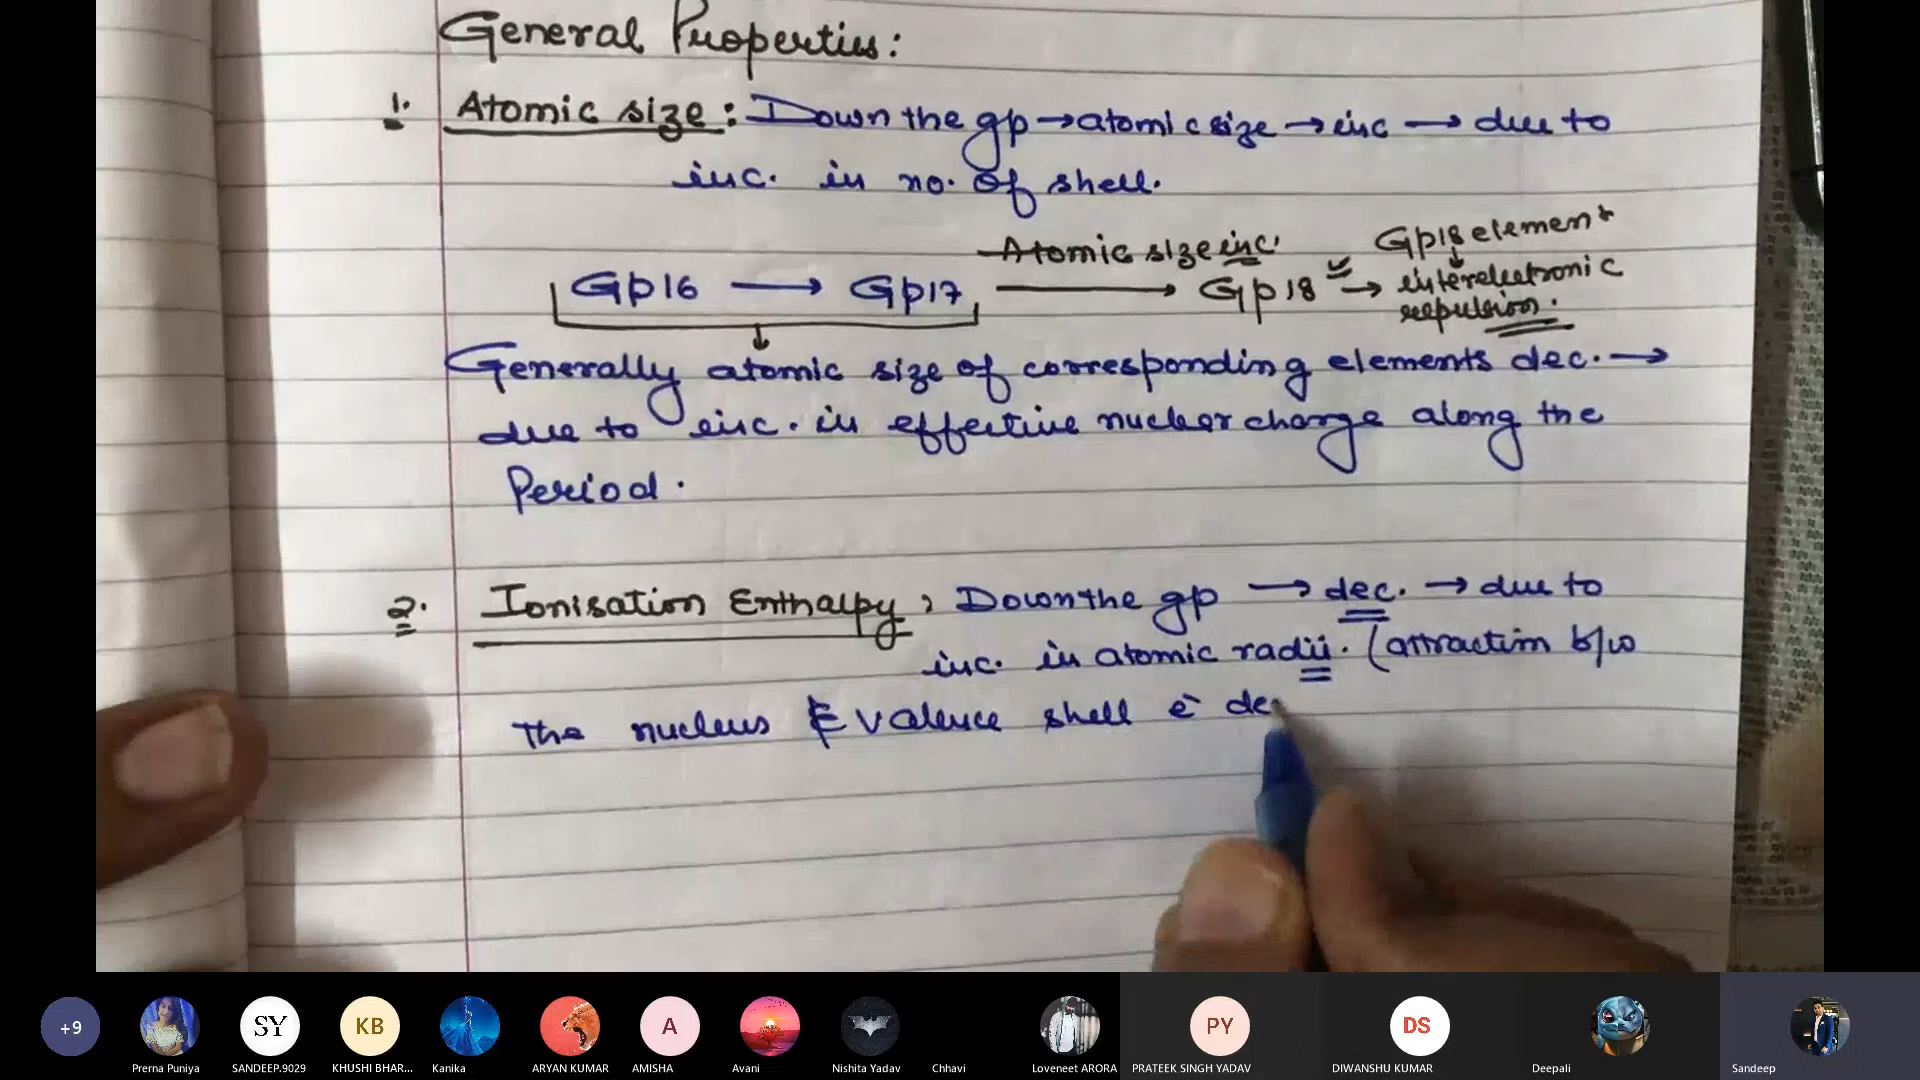 General Properties:
1. Atomic size: Down the gp → atomic size → inc → due to
inc. in no. of shell.
Atomic size inc.
Gp18 element
Gp16 → Gp17 → Gp18 → interelectronic
repulsion.
Generally atomic size of corresponding elements dec. →
due to inc. in effective nuclear charge along the
Period.
2. Ionisation Enthalpy, Down the gp → dec. → due to
inc. in atomic radii. (attraction b/w
the nucleus & valence shell e- dec
+9
SY
KB
A
PY
DS
Prerna Puniya
SANDEEP.9029
KHUSHI BHAR...
Kanika
ARYAN KUMAR
AMISHA
Avani
Nishita Yadav
Chhavi
Loveneet ARORA
PRATEEK SINGH YADAV
DIWANSHU KUMAR
Deepali
Sandeep